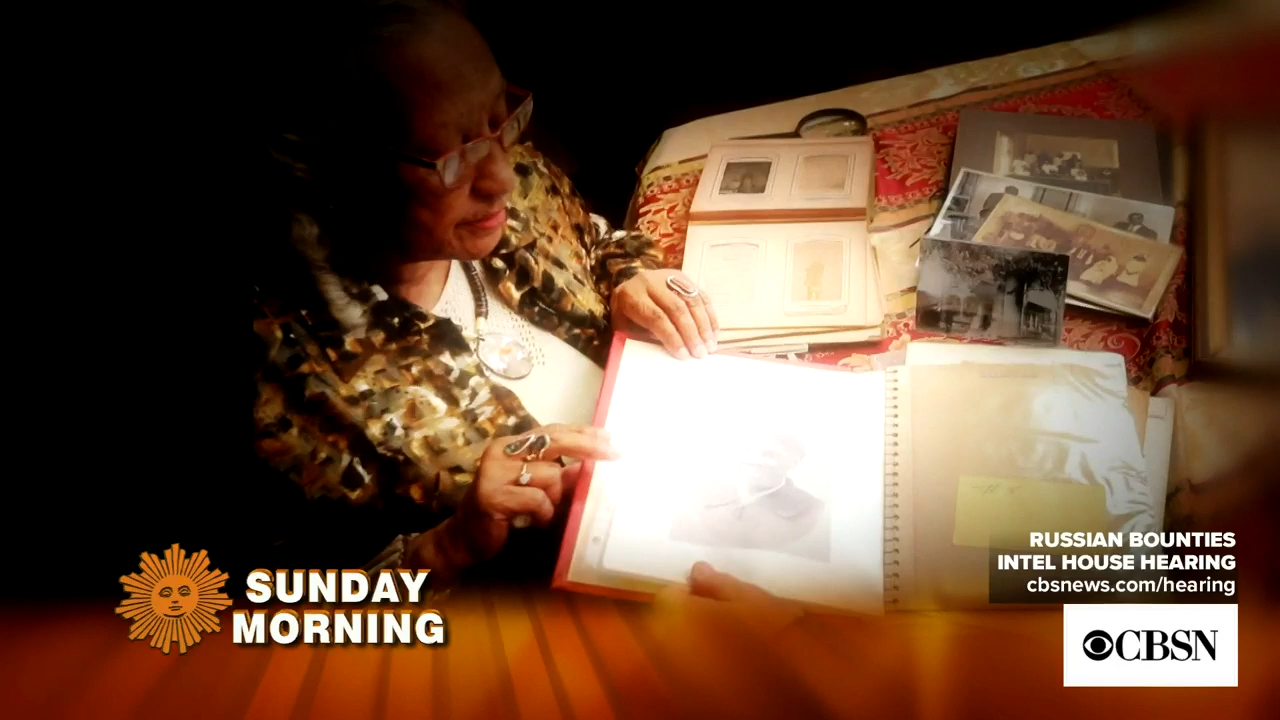 SUNDAY
MORNING
RUSSIAN BOUNTIES
INTEL HOUSE HEARING
cbsnews.com/hearing
CBSN